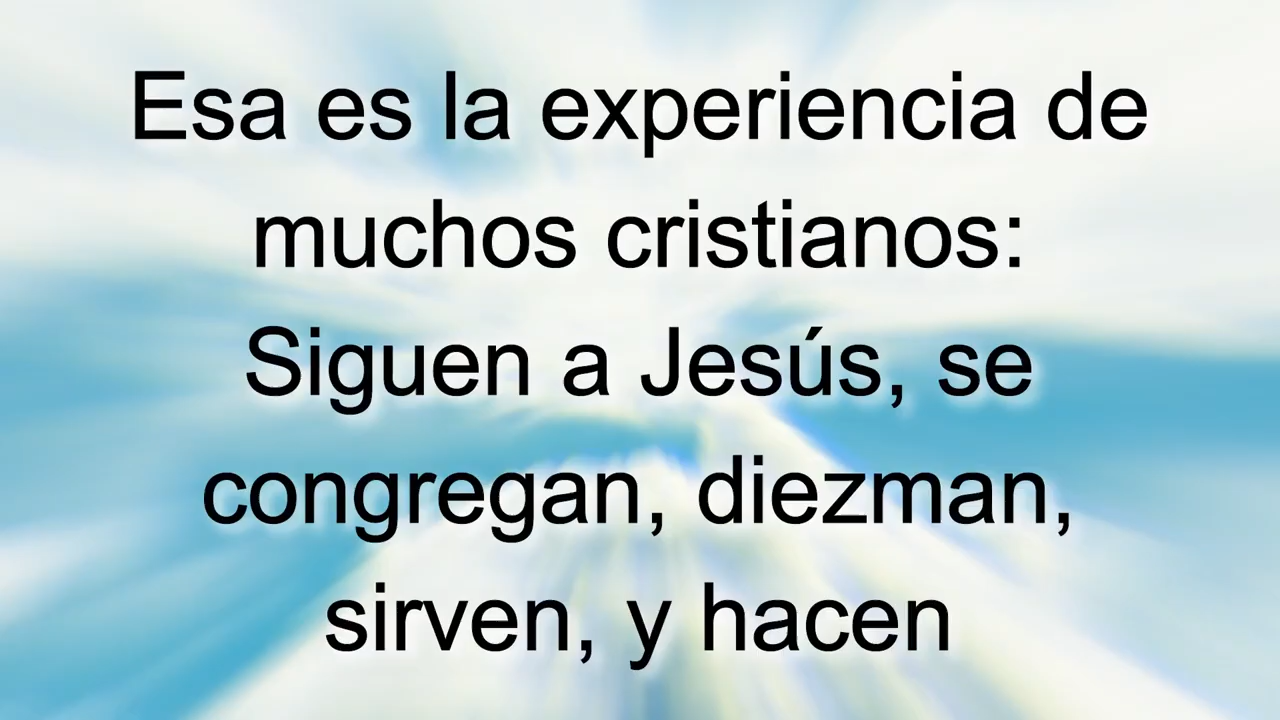 Esa es la experiencia de
muchos cristianos:
Siguen a Jesús, se
congregan, diezman,
sirven, y hacen